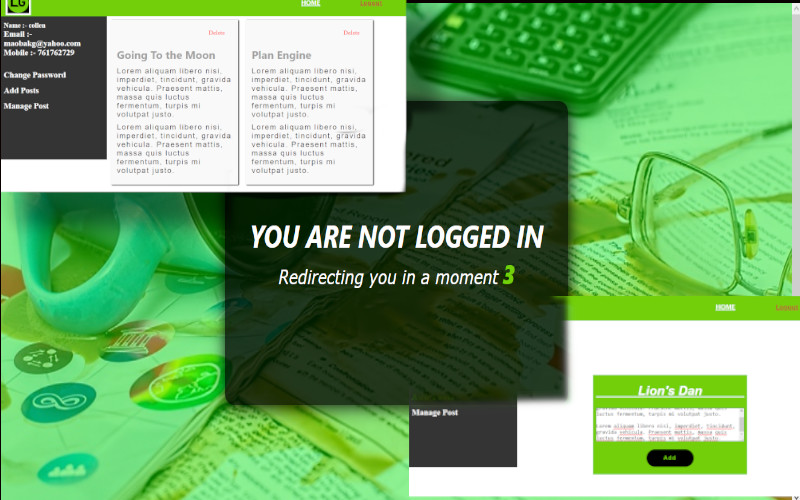 LG
HOME
Logout
Name :- collen
Email :-
maobakg@yahoo.com
Mobile :- 761762729
Change Password
Add Posts
Manage Post
Delete
Going To the Moon
Lorem aliquam libero nisi,
imperdiet, tincidunt, gravida
vehicula. Praesent mattis,
massa quis luctus
fermentum, turpis mi
volutpat justo.
Lorem aliquam libero nisi,
imperdiet, tincidunt, gravida
vehicula. Praesent mattis,
massa quis luctus
fermentum, turpis mi
volutpat justo.
Delete
Plan Engine
Lorem aliquam libero nisi,
imperdiet, tincidunt, gravida
vehicula. Praesent mattis,
massa quis luctus
fermentum, turpis mi
volutpat justo.
Lorem aliquam libero nisi,
imperdiet, tincidunt, gravida
vehicula. Praesent mattis,
massa quis luctus
fermentum, turpis mi
volutpat justo.
YOU ARE NOT LOGGED IN
Redirecting you in a moment 3
HOME
Logout
Manage Post
Lion's Dan
luctus fermentum, turpis mi volutpat justo.
Lorem aliquam libero nisi, imperdiet, tincidunt,
gravida vehicula. Praesent mattis, massa quis
luctus fermentum, turpis mi volutpat justo.
Add